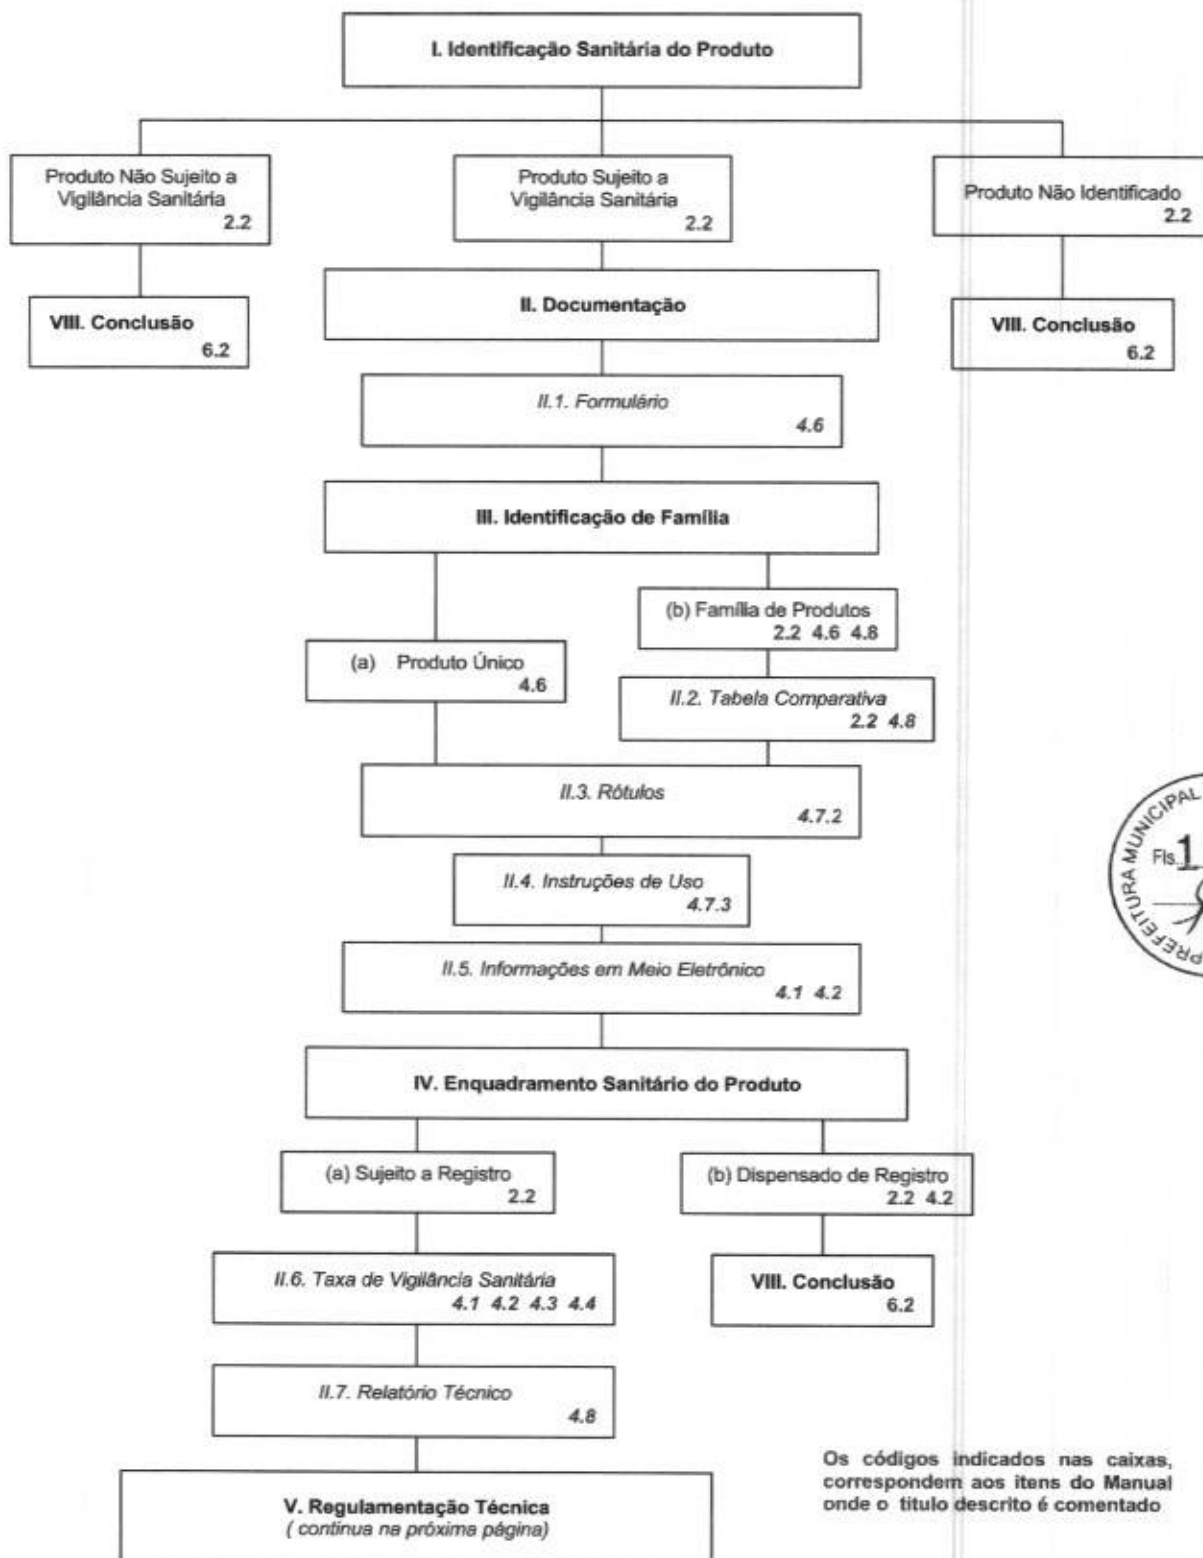 I. Identificação Sanitária do Produto
Produto Não Sujeito a
Vigilância Sanitária
2.2
Produto Sujeito a
Vigilância Sanitária
2.2
Produto Não Identificado
2.2
VIII. Conclusão
6.2
II. Documentação
VIII. Conclusão
6.2
II.1. Formulário
4.6
III. Identificação de Família
(b) Família de Produtos
2.2 4.6 4.8
(a) Produto Único
4.6
II.2. Tabela Comparativa
2.2 4.8
II.3. Rótulos
4.7.2
II.4. Instruções de Uso
4.7.3
II.5. Informações em Meio Eletrônico
4.1 4.2
PREFEITURA MUNICIPAL
Fls. 1
IV. Enquadramento Sanitário do Produto
(a) Sujeito a Registro
2.2
(b) Dispensado de Registro
2.2 4.2
II.6. Taxa de Vigilância Sanitária
4.1 4.2 4.3 4.4
VIII. Conclusão
6.2
II.7. Relatório Técnico
4.8
V. Regulamentação Técnica
( continua na próxima página)
Os códigos indicados nas caixas,
correspondem aos itens do Manual
onde o titulo descrito é comentado